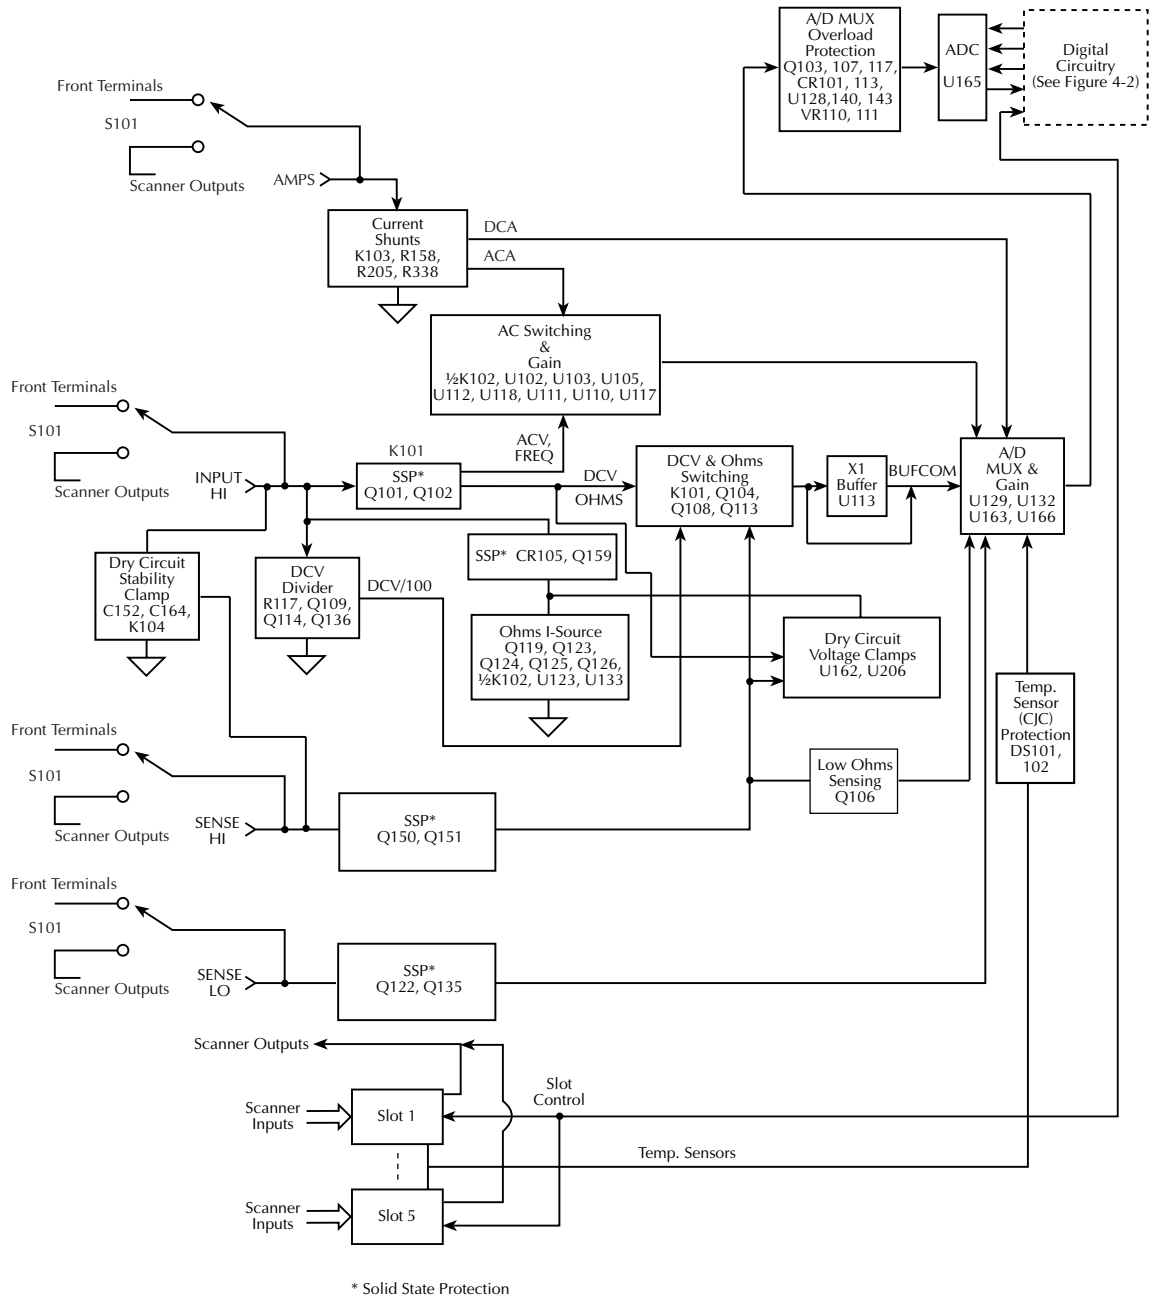 A/D MUX
Overload
Protection
Q103, 107, 117,
CR101, 113,
U128,140, 143
VR110, 111
ADC
U165
Digital
Circuitry
(See Figure 4-2)
Front Terminals
S101
Scanner Outputs
AMPS
Current
Shunts
K103, R158,
R205, R338
DCA
ACA
AC Switching
&
Gain
½K102, U102, U103, U105,
U112, U118, U111, U110, U117
Front Terminals
S101
Scanner Outputs
INPUT
HI
K101
SSP*
Q101, Q102
ACV,
FREQ
DCV
OHMS
DCV & Ohms
Switching
K101, Q104,
Q108, Q113
X1
Buffer
U113
BUFCOM
A/D
MUX &
Gain
U129, U132
U163, U166
Dry Circuit
Stability
Clamp
C152, C164,
K104
DCV
Divider
R117, Q109,
Q114, Q136
DCV/100
SSP* CR105, Q159
Ohms I-Source
Q119, Q123,
Q124, Q125, Q126,
½K102, U123, U133
Dry Circuit
Voltage Clamps
U162, U206
Temp.
Sensor
(CJC)
Protection
DS101,
102
Front Terminals
S101
Scanner Outputs
SENSE
HI
SSP*
Q150, Q151
Low Ohms
Sensing
Q106
Front Terminals
S101
Scanner Outputs
SENSE
LO
SSP*
Q122, Q135
Scanner Outputs
Scanner
Inputs
Slot 1
Slot
Control
Temp. Sensors
Scanner
Inputs
Slot 5
* Solid State Protection